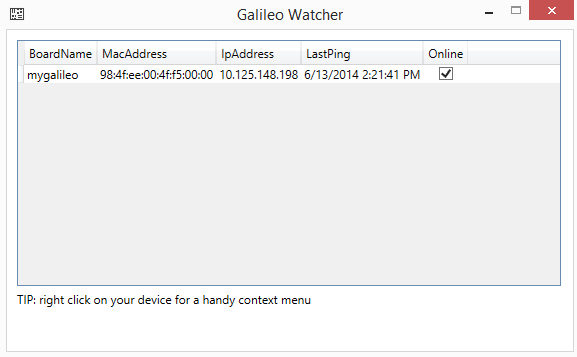 Galileo Watcher
BoardName MacAddress IpAddress LastPing Online
mygalileo 98:4f:ee:00:4f:f5:00:00 10.125.148.198 6/13/2014 2:21:41 PM
TIP: right click on your device for a handy context menu